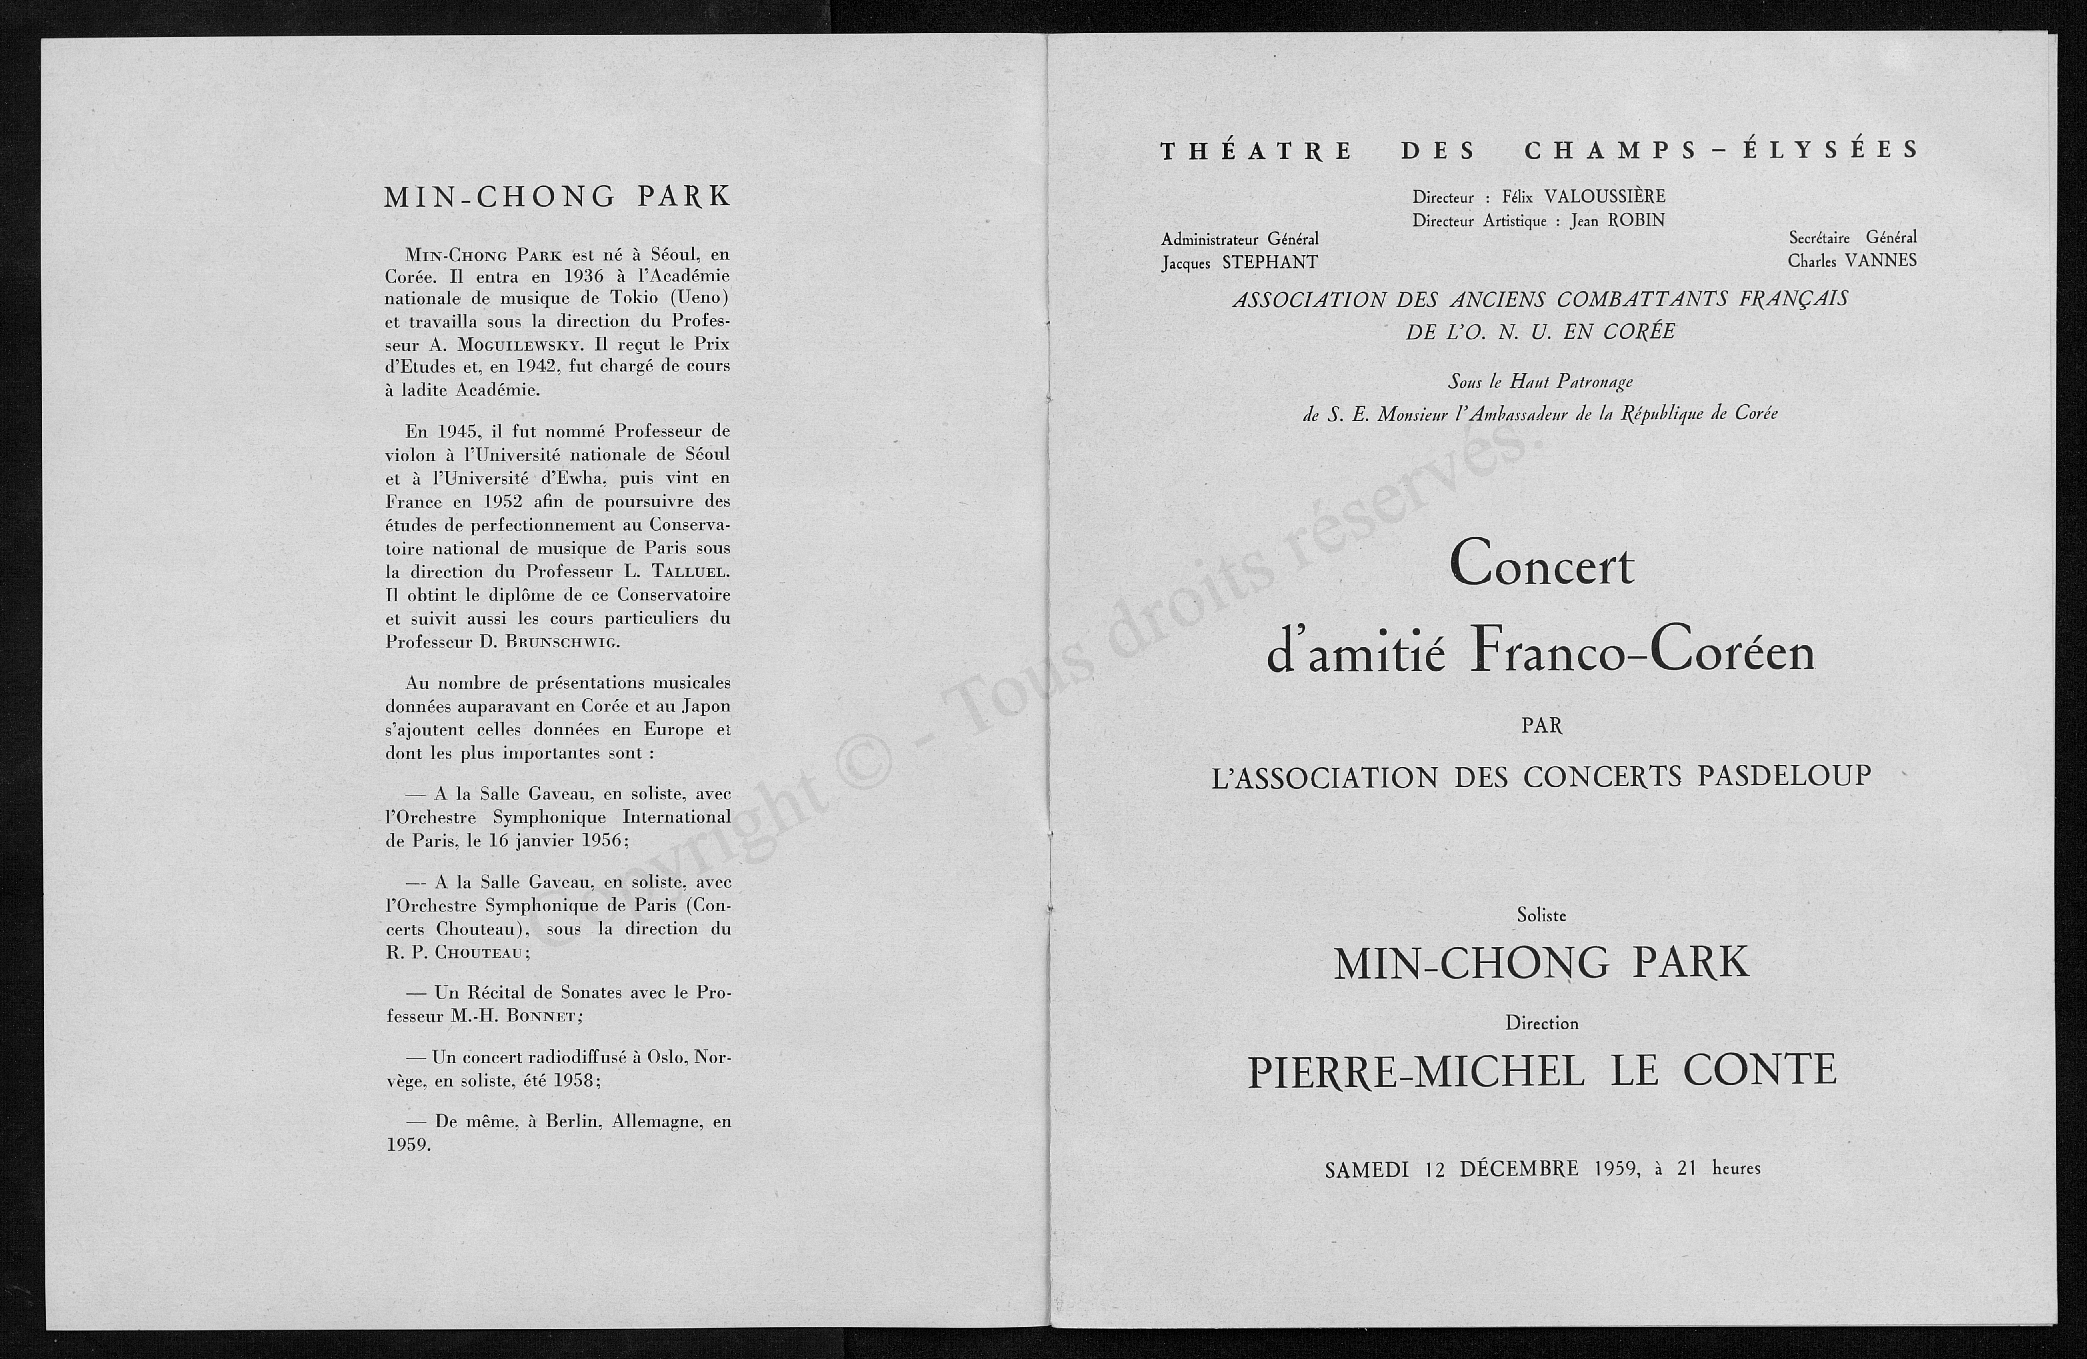 MIN-CHONG PARK
MIN-CHONG PARK est né à Séoul, en
Corée. Il entra en 1936 à l'Académie
nationale de musique de Tokio (Ueno)
et travailla sous la direction du Profes-
seur A. MOGUILEWSKY. Il reçut le Prix
d'Etudes et, en 1942, fut chargé de cours
à ladite Académie.
En 1945, il fut nommé Professeur de
violon à l'Université nationale de Séoul
et à l'Université d'Ewha, puis vint en
France en 1952 afin de poursuivre des
études de perfectionnement au Conserva-
toire national de musique de Paris sous
la direction du Professeur L. TALLUEL.
Il obtint le diplôme de ce Conservatoire
et suivit aussi les cours particuliers du
Professeur D. BRUNSCHWIG.
Au nombre de présentations musicales
données auparavant en Corée et au Japon
s'ajoutent celles données en Europe et
dont les plus importantes sont :
— A la Salle Gaveau, en soliste, avec
l'Orchestre Symphonique International
de Paris, le 16 janvier 1956;
— A la Salle Gaveau, en soliste, avec
l'Orchestre Symphonique de Paris (Con-
certs Chouteau), sous la direction du
R. P. CHOUTEAU;
— Un Récital de Sonates avec le Pro-
fesseur M.-H. BONNET;
— Un concert radiodiffusé à Oslo, Nor-
vège, en soliste, été 1958;
— De même, à Berlin, Allemagne, en
1959.
THÉATRE DES CHAMPS-ÉLYSÉES
Directeur : Félix VALOUSSIÈRE
Directeur Artistique : Jean ROBIN
Administrateur Général
Jacques STEPHANT
Secrétaire Général
Charles VANNES
ASSOCIATION DES ANCIENS COMBATTANTS FRANÇAIS
DE L'O. N. U. EN CORÉE
Sous le Haut Patronage
de S. E. Monsieur l'Ambassadeur de la République de Corée
Concert
d'amitié Franco-Coréen
PAR
L'ASSOCIATION DES CONCERTS PASDELOUP
Soliste
MIN-CHONG PARK
Direction
PIERRE-MICHEL LE CONTE
SAMEDI 12 DÉCEMBRE 1959, à 21 heures
Copyright © - Tous droits réservés.